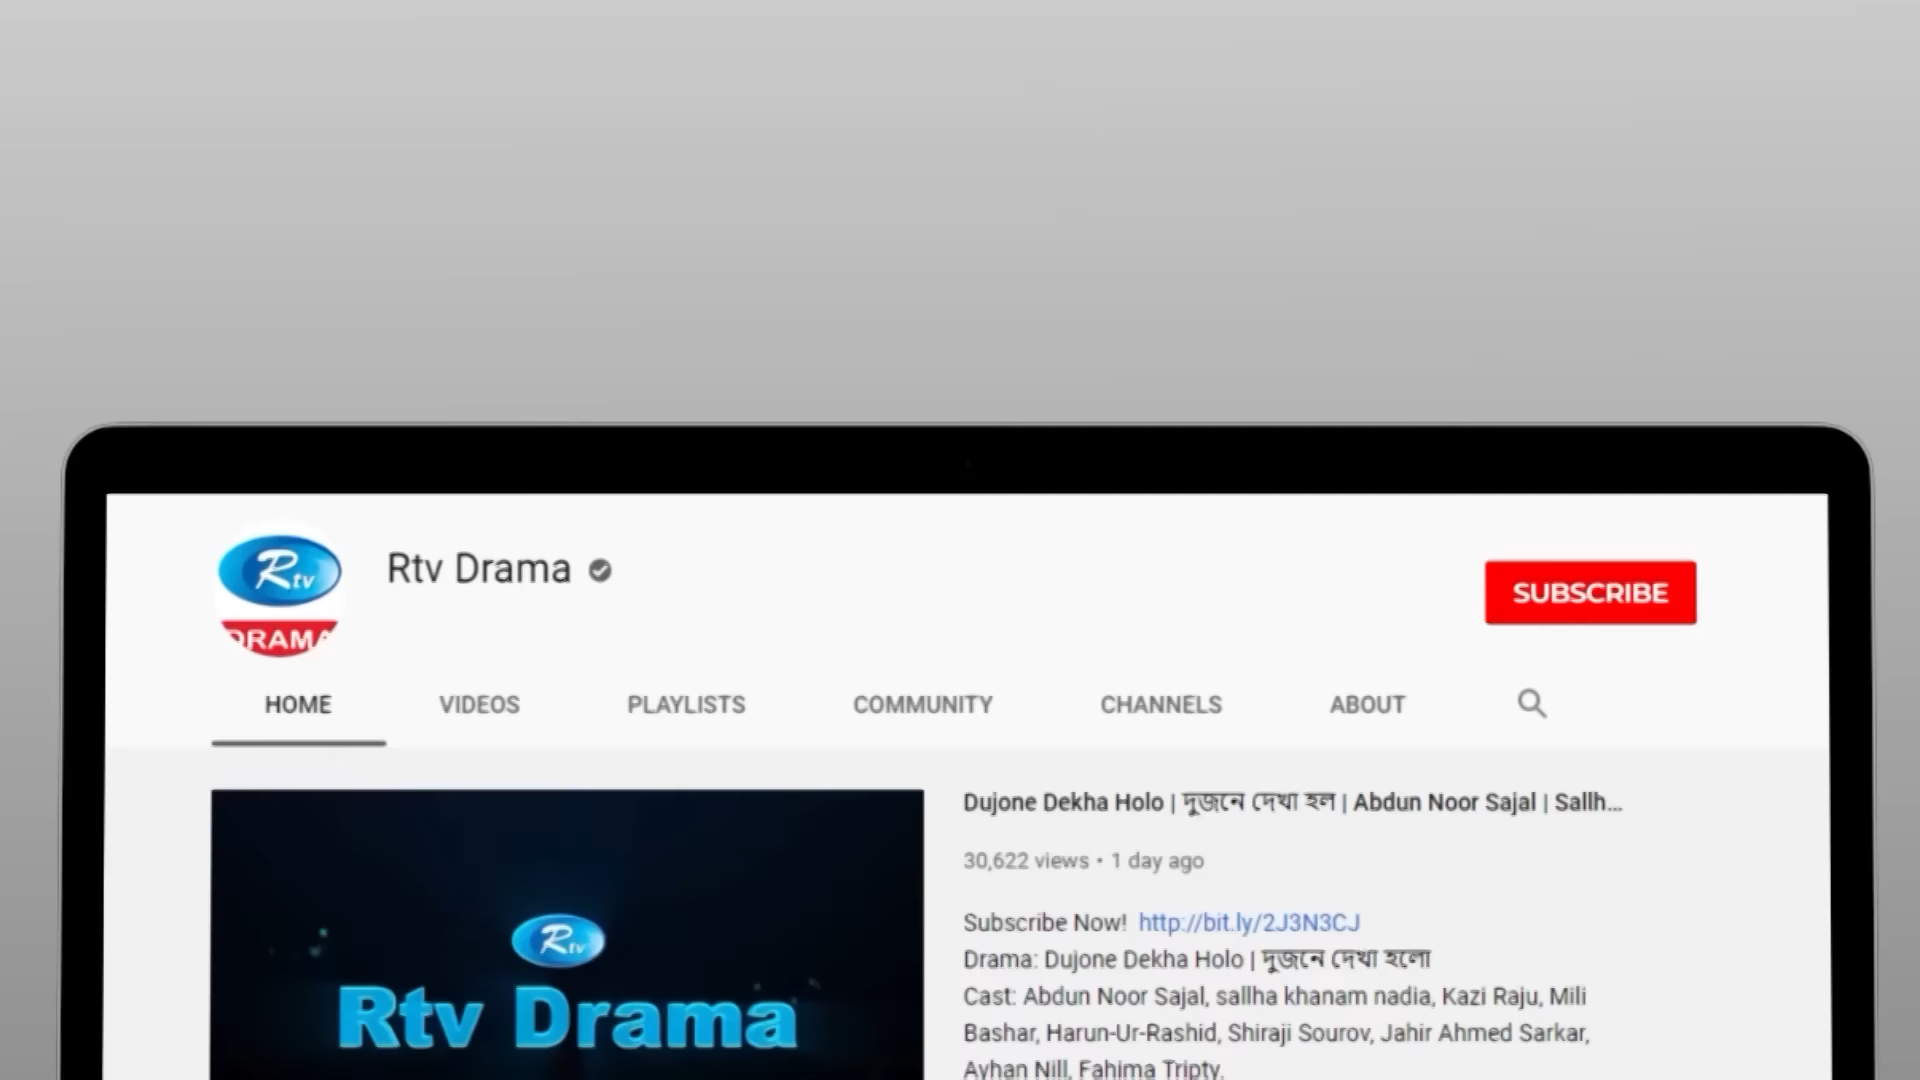 Rtv
DRAMA
Rtv Drama
SUBSCRIBE
HOME VIDEOS PLAYLISTS COMMUNITY CHANNELS ABOUT
Dujone Dekha Holo | দুজনে দেখা হল | Abdun Noor Sajal | Sallh...
30,622 views • 1 day ago
Subscribe Now! http://bit.ly/2J3N3CJ
Drama: Dujone Dekha Holo | দুজনে দেখা হলো
Cast: Abdun Noor Sajal, sallha khanam nadia, Kazi Raju, Mili
Bashar, Harun-Ur-Rashid, Shiraji Sourov, Jahir Ahmed Sarkar,
Ayhan Nill, Fahima Tripty.
Rtv
Rtv Drama